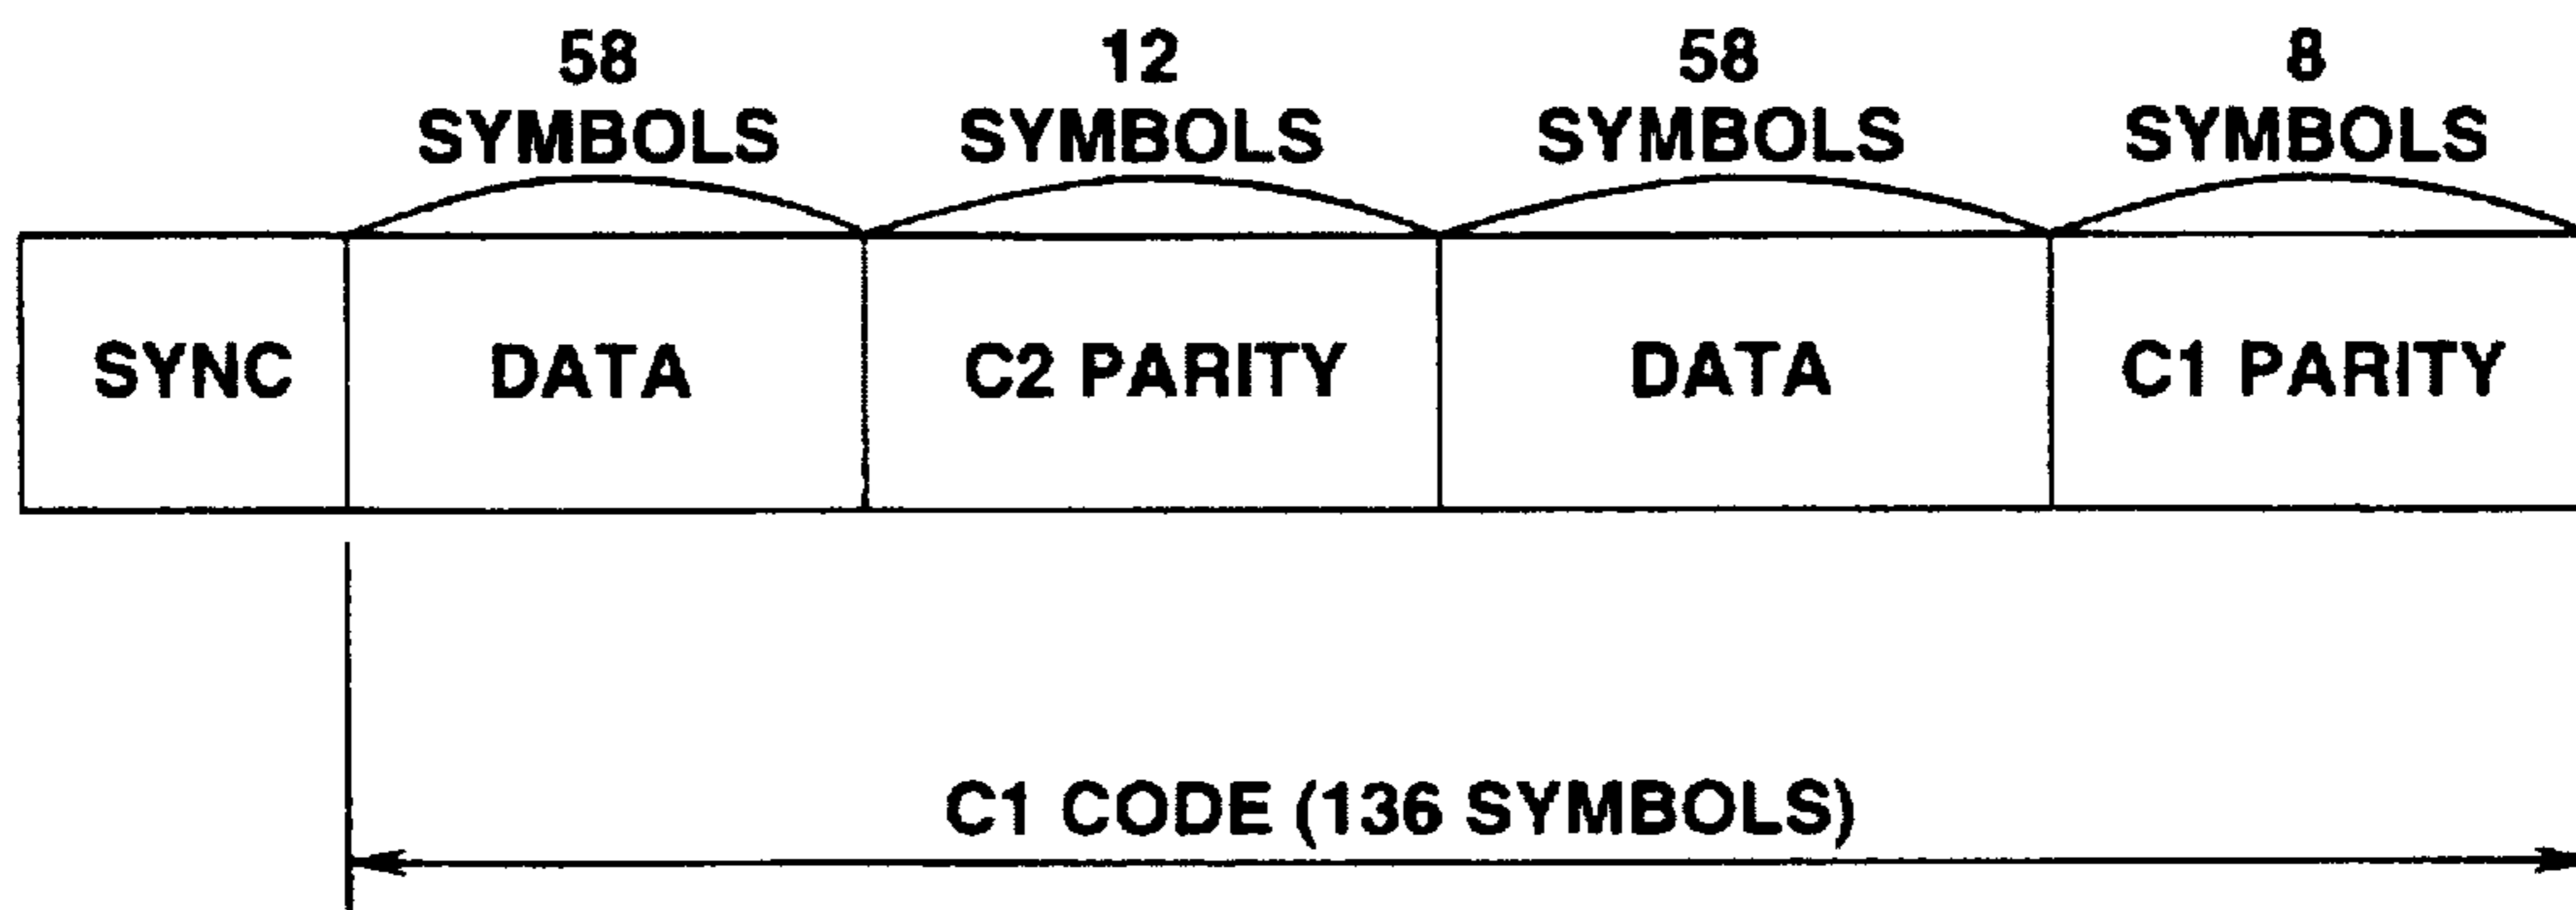 58
SYMBOLS
12
SYMBOLS
58
SYMBOLS
8
SYMBOLS
SYNC
DATA
C2 PARITY
DATA
C1 PARITY
C1 CODE (136 SYMBOLS)